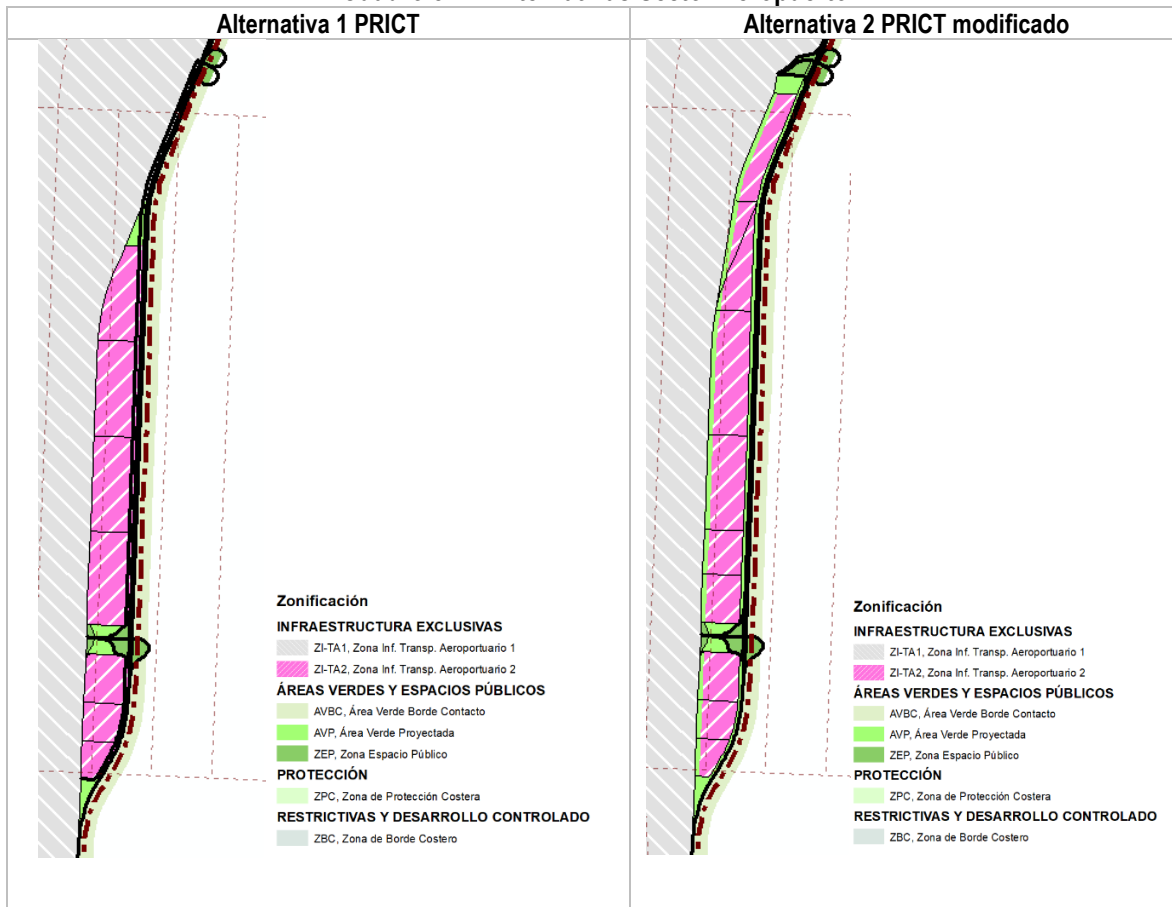 Alternativa 1 PRICT
Alternativa 2 PRICT modificado
Zonificación
INFRAESTRUCTURA EXCLUSIVAS
ZI-TA1, Zona Inf. Transp. Aeroportuario 1
ZI-TA2, Zona Inf. Transp. Aeroportuario 2
ÁREAS VERDES Y ESPACIOS PÚBLICOS
AVBC, Área Verde Borde Contacto
AVP, Área Verde Proyectada
ZEP, Zona Espacio Público
PROTECCIÓN
ZPC, Zona de Protección Costera
RESTRICTIVAS Y DESARROLLO CONTROLADO
ZBC, Zona de Borde Costero
Zonificación
INFRAESTRUCTURA EXCLUSIVAS
ZI-TA1, Zona Inf. Transp. Aeroportuario 1
ZI-TA2, Zona Inf. Transp. Aeroportuario 2
ÁREAS VERDES Y ESPACIOS PÚBLICOS
AVBC, Área Verde Borde Contacto
AVP, Área Verde Proyectada
ZEP, Zona Espacio Público
PROTECCIÓN
ZPC, Zona de Protección Costera
RESTRICTIVAS Y DESARROLLO CONTROLADO
ZBC, Zona de Borde Costero